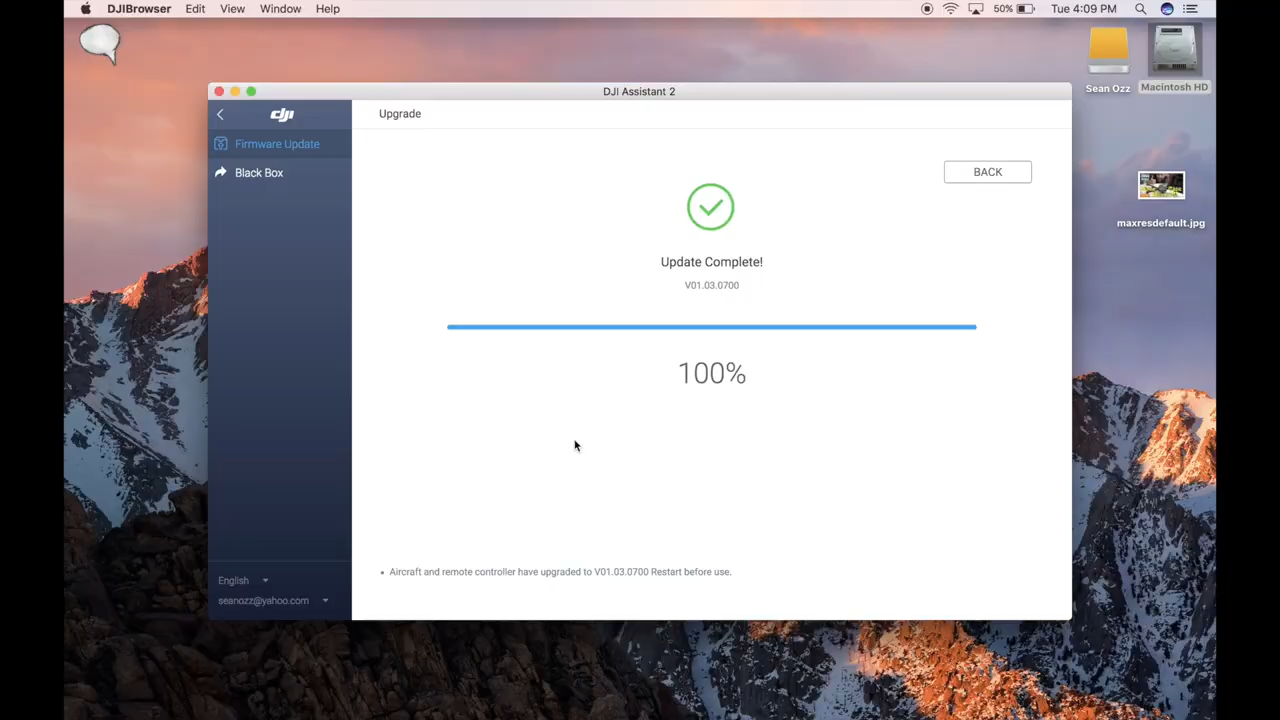 DJIBrowser Edit View Window Help 50% Tue 4:09 PM
Sean Ozz Macintosh HD
DJI Assistant 2
dji Upgrade
Firmware Update
Black Box
BACK
maxresdefault.jpg
Update Complete!
V01.03.0700
100%
Aircraft and remote controller have upgraded to V01.03.0700 Restart before use.
English
seanozz@yahoo.com